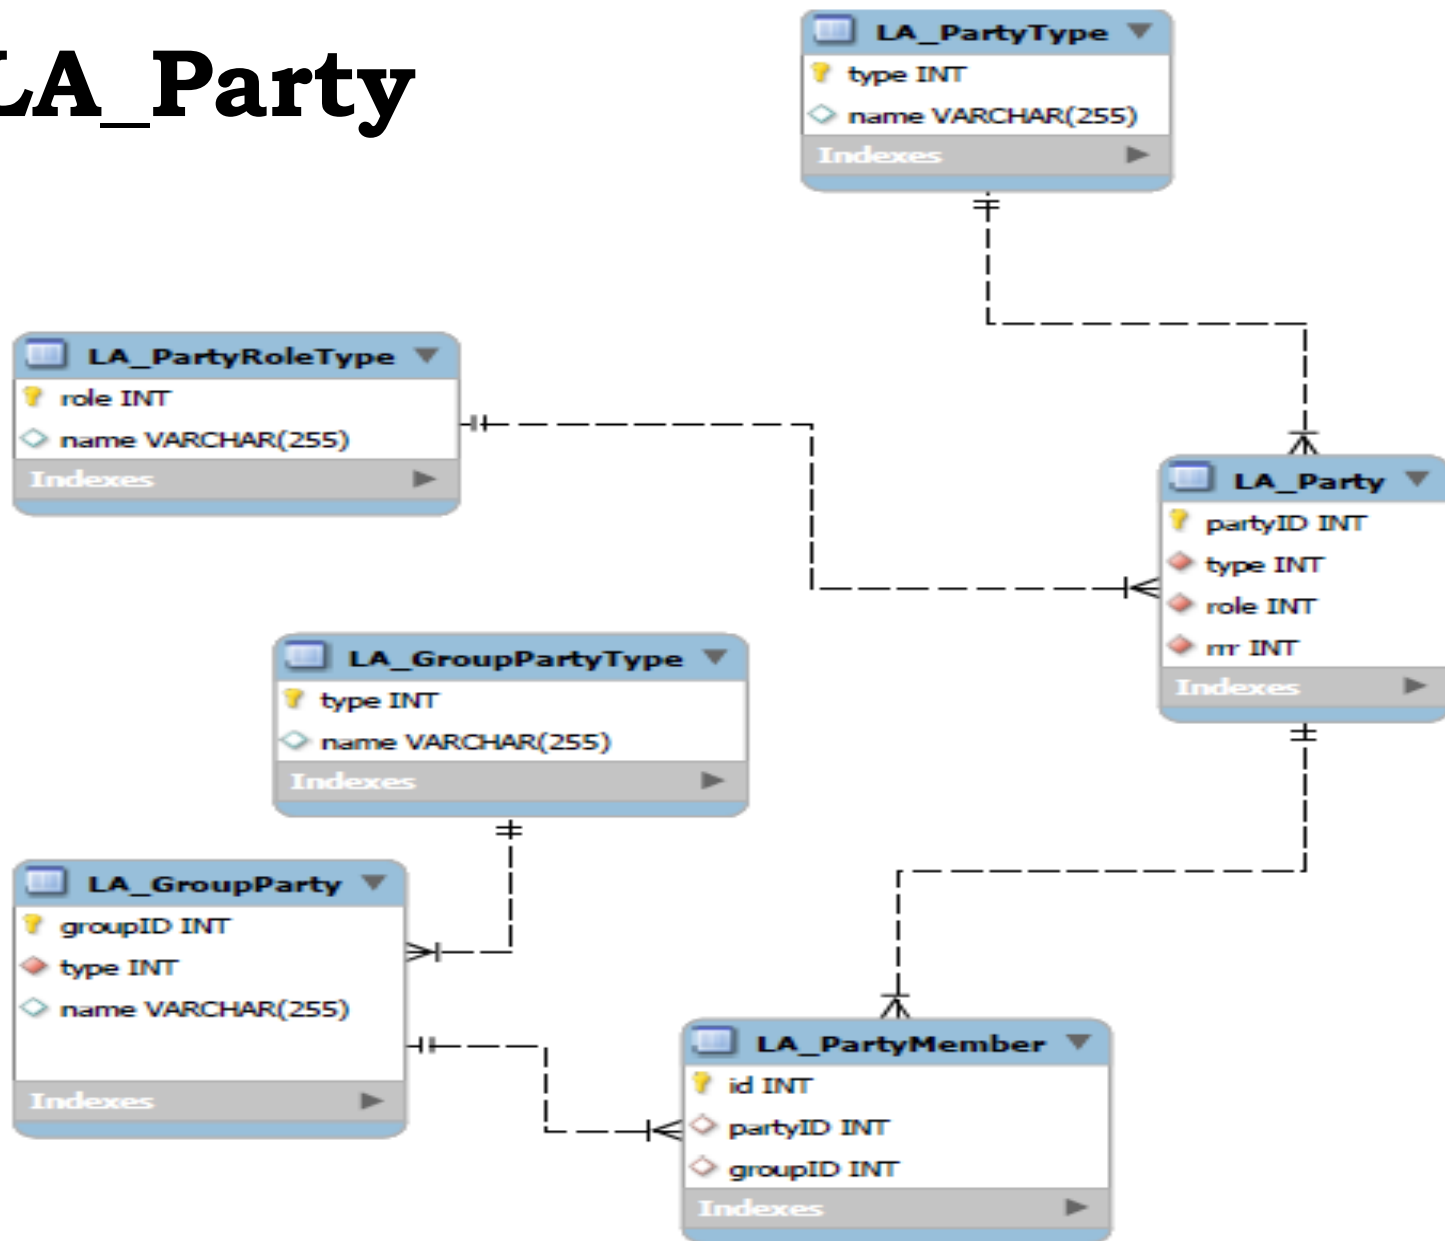 LA_Party
LA_PartyType
type INT
name VARCHAR(255)
Indexes
LA_PartyRoleType
role INT
name VARCHAR(255)
Indexes
LA_Party
partyID INT
type INT
role INT
rrr INT
Indexes
LA_GroupPartyType
type INT
name VARCHAR(255)
Indexes
LA_GroupParty
groupID INT
type INT
name VARCHAR(255)
Indexes
LA_PartyMember
id INT
partyID INT
groupID INT
Indexes